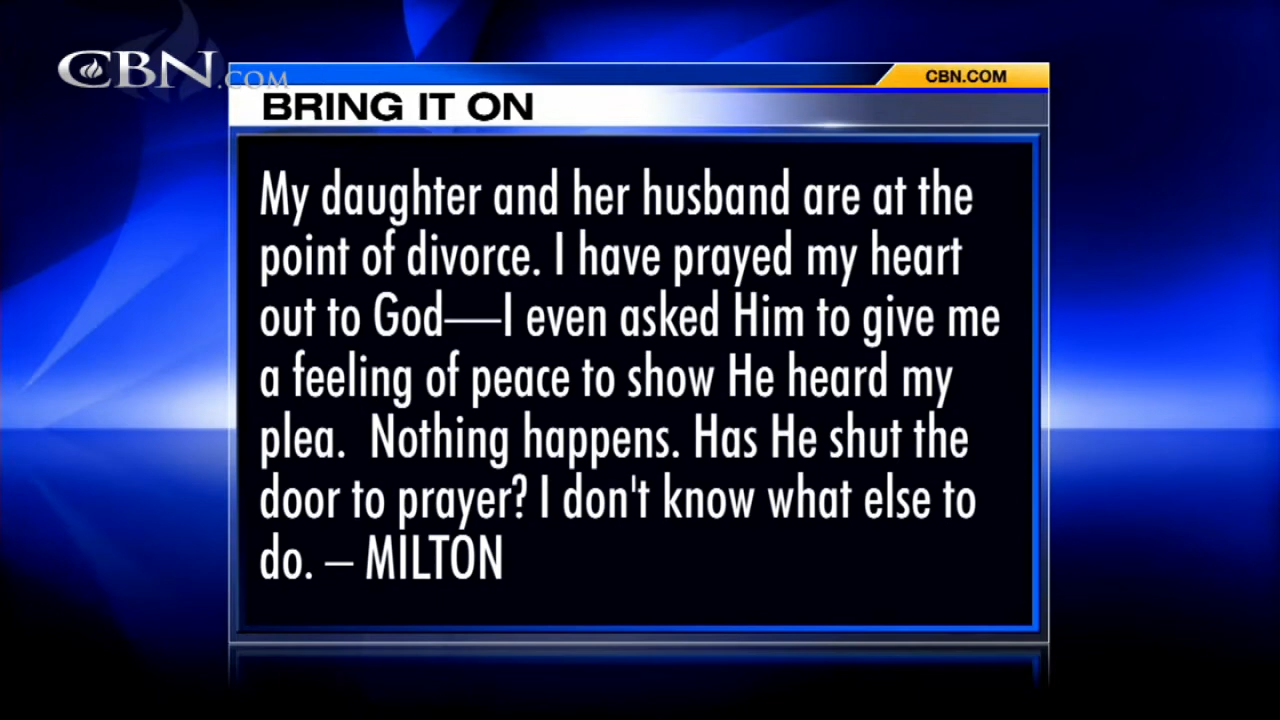 CBN.COM
CBN.COM
BRING IT ON
My daughter and her husband are at the
point of divorce. I have prayed my heart
out to God—I even asked Him to give me
a feeling of peace to show He heard my
plea.  Nothing happens. Has He shut the
door to prayer? I don't know what else to
do. – MILTON